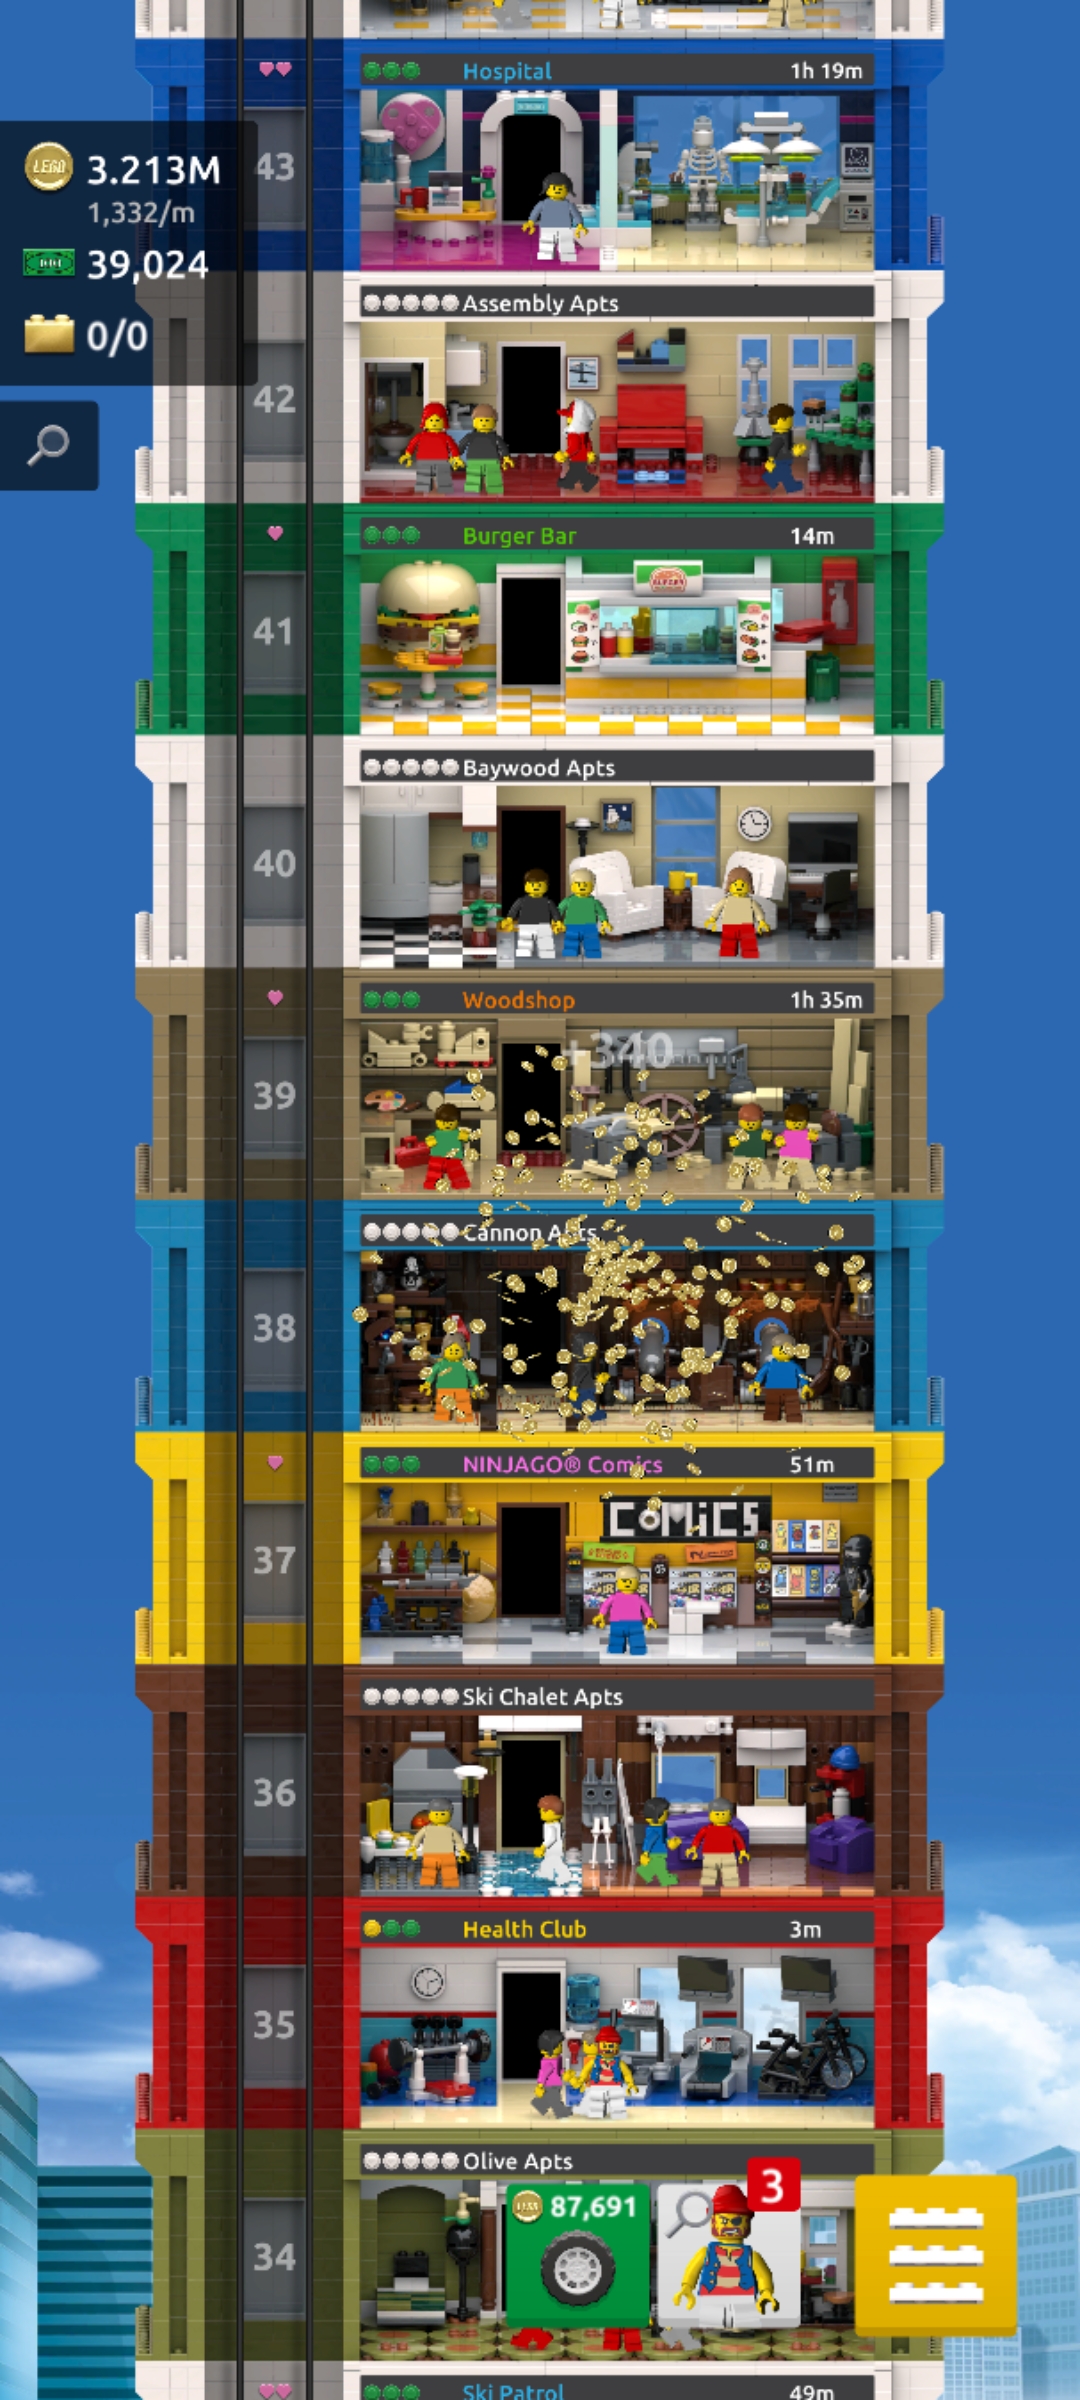 Hospital 1h 19m
43
LEGO 3.213M
1,332/m
39,024
0/0
Assembly Apts
42
Burger Bar 14m
41
Baywood Apts
40
Woodshop 1h 35m
+340
39
Cannon Apts
38
NINJAGO® Comics 51m
COMiCS
37
Ski Chalet Apts
36
Health Club 3m
35
Olive Apts
3
87,691
34
Ski Patrol 49m